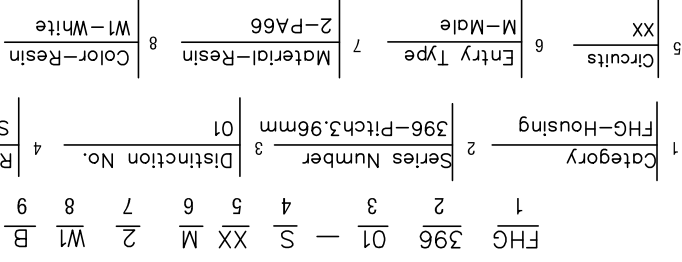 FHG 396 01 — S XX M 2 W1 B
1 2 3 4 5 6 7 8 9
1 Category 2 Series Number 3 Distinction No. 4 R
FHG-Housing 396-Pitch3.96mm 01 S
5 Circuits 6 Entry Type 7 Material-Resin 8 Color-Resin
XX M-Male 2-PA66 W1-White